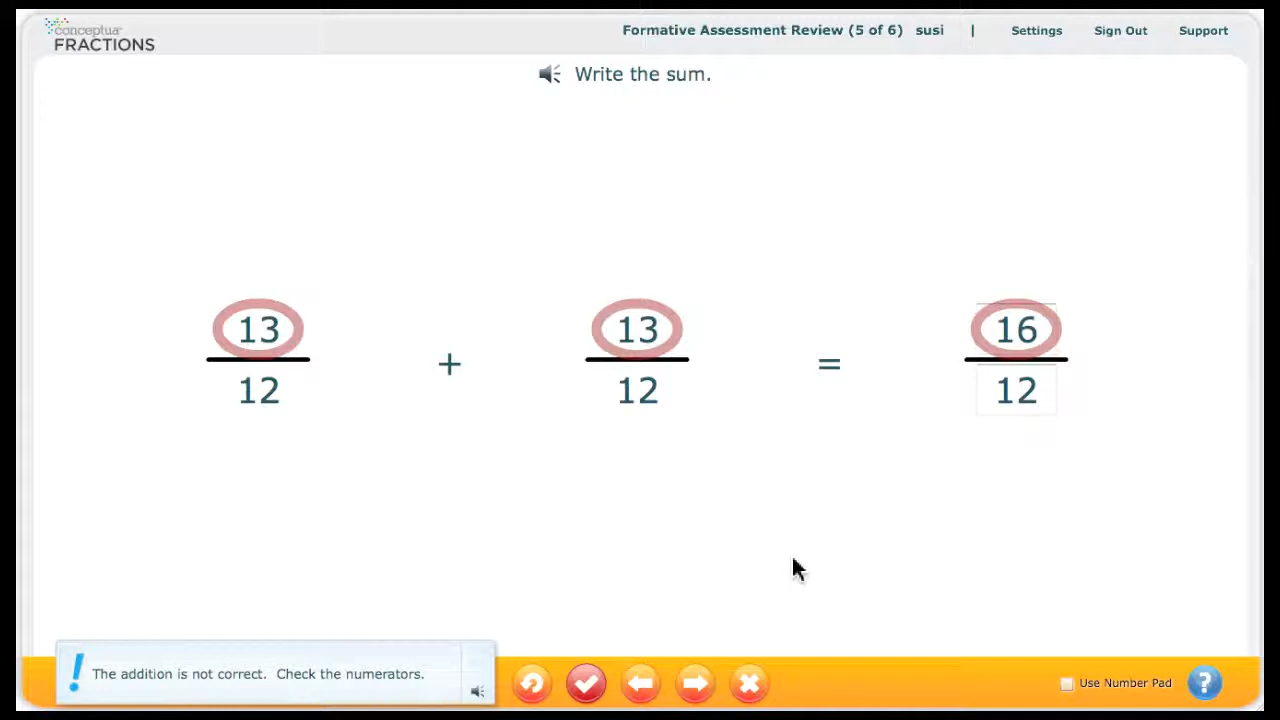 conceptua
FRACTIONS
Formative Assessment Review (5 of 6) susi | Settings Sign Out Support
Write the sum.
13 13 16
+ =
12 12 12
! The addition is not correct. Check the numerators.
Use Number Pad ?